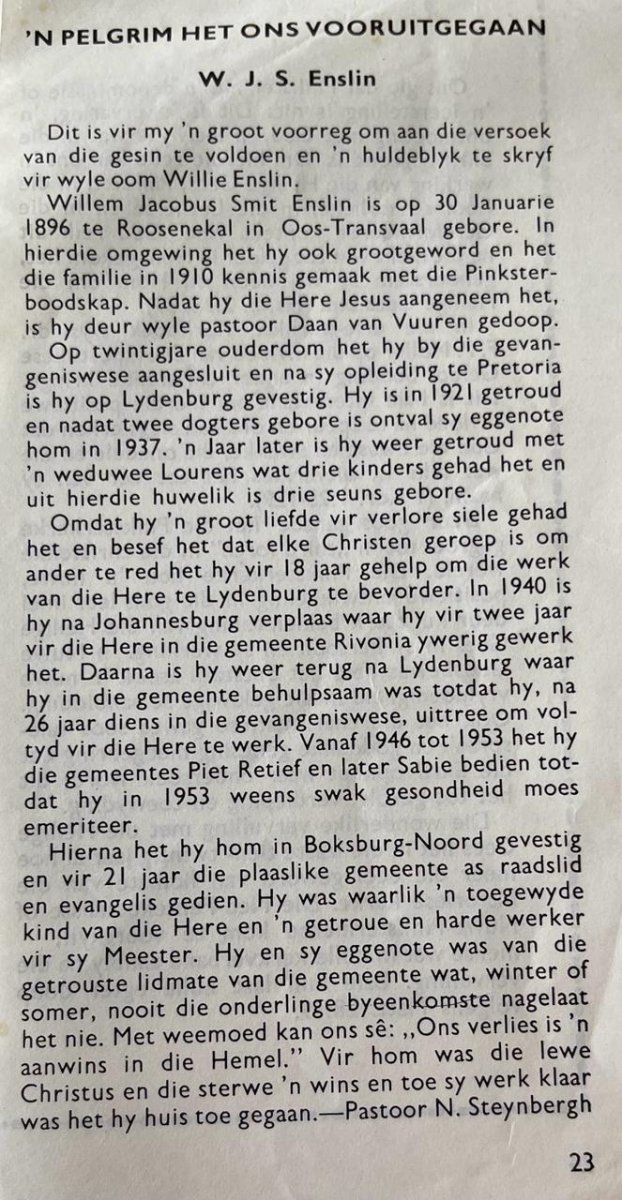 'N PELGRIM HET ONS VOORUITGEGAAN
W. J. S. Enslin
Dit is vir my 'n groot voorreg om aan die versoek
van die gesin te voldoen en 'n huldeblyk te skryf
vir wyle oom Willie Enslin.
Willem Jacobus Smit Enslin is op 30 Januarie
1896 te Roosenekal in Oos-Transvaal gebore. In
hierdie omgewing het hy ook grootgeword en het
die familie in 1910 kennis gemaak met die Pinkster-
boodskap. Nadat hy die Here Jesus aangeneem het,
is hy deur wyle pastoor Daan van Vuuren gedoop.
Op twintigjare ouderdom het hy by die gevan-
geniswese aangesluit en na sy opleiding te Pretoria
is hy op Lydenburg gevestig. Hy is in 1921 getroud
en nadat twee dogters gebore is ontval sy eggenote
hom in 1937. 'n Jaar later is hy weer getroud met
'n weduwee Lourens wat drie kinders gehad het en
uit hierdie huwelik is drie seuns gebore.
Omdat hy 'n groot liefde vir verlore siele gehad
het en besef het dat elke Christen geroep is om
ander te red het hy vir 18 jaar gehelp om die werk
van die Here te Lydenburg te bevorder. In 1940 is
hy na Johannesburg verplaas waar hy vir twee jaar
vir die Here in die gemeente Rivonia ywerig gewerk
het. Daarna is hy weer terug na Lydenburg waar
hy in die gemeente behulpsaam was totdat hy, na
26 jaar diens in die gevangeniswese, uittree om vol-
tyd vir die Here te werk. Vanaf 1946 tot 1953 het hy
die gemeentes Piet Retief en later Sabie bedien tot-
dat hy in 1953 weens swak gesondheid moes
emeriteer.
Hierna het hy hom in Boksburg-Noord gevestig
en vir 21 jaar die plaaslike gemeente as raadslid
en evangelis gedien. Hy was waarlik 'n toegewyde
kind van die Here en 'n getroue en harde werker
vir sy Meester. Hy en sy eggenote was van die
getrouste lidmate van die gemeente wat, winter of
somer, nooit die onderlinge byeenkomste nagelaat
het nie. Met weemoed kan ons sê: ,,Ons verlies is 'n
aanwins in die Hemel." Vir hom was die lewe
Christus en die sterwe 'n wins en toe sy werk klaar
was het hy huis toe gegaan.—Pastoor N. Steynbergh
23